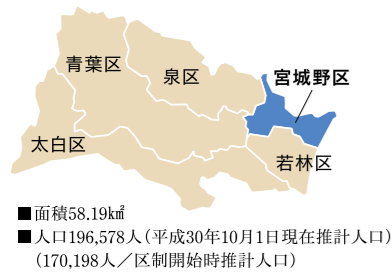 青葉区
泉区
宮城野区
太白区
若林区
■面積58.19㎢
■人口196,578人（平成30年10月1日現在推計人口）
（170,198人／区制開始時推計人口）